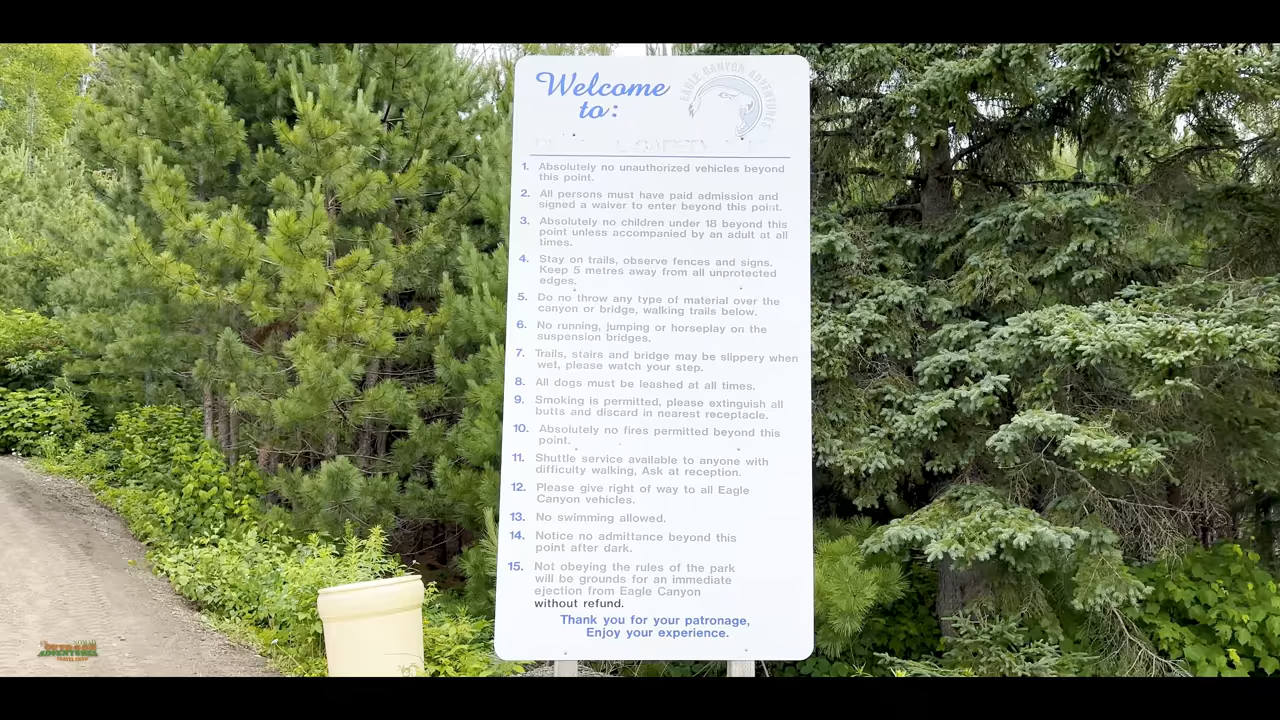 Welcome
to:
EAGLE CANYON ADVENTURES
1. Absolutely no unauthorized vehicles beyond
this point.
2. All persons must have paid admission and
signed a waiver to enter beyond this point.
3. Absolutely no children under 18 beyond this
point unless accompanied by an adult at all
times.
4. Stay on trails, observe fences and signs.
Keep 5 metres away from all unprotected
edges.
5. Do no throw any type of material over the
canyon or bridge, walking trails below.
6. No running, jumping or horseplay on the
suspension bridges.
7. Trails, stairs and bridge may be slippery when
wet, please watch your step.
8. All dogs must be leashed at all times.
9. Smoking is permitted, please extinguish all
butts and discard in nearest receptacle.
10. Absolutely no fires permitted beyond this
point.
11. Shuttle service available to anyone with
difficulty walking, Ask at reception.
12. Please give right of way to all Eagle
Canyon vehicles.
13. No swimming allowed.
14. Notice no admittance beyond this
point after dark.
15. Not obeying the rules of the park
will be grounds for an immediate
ejection from Eagle Canyon
without refund.
Thank you for your patronage,
Enjoy your experience.
OUTDOOR
ADVENTURES